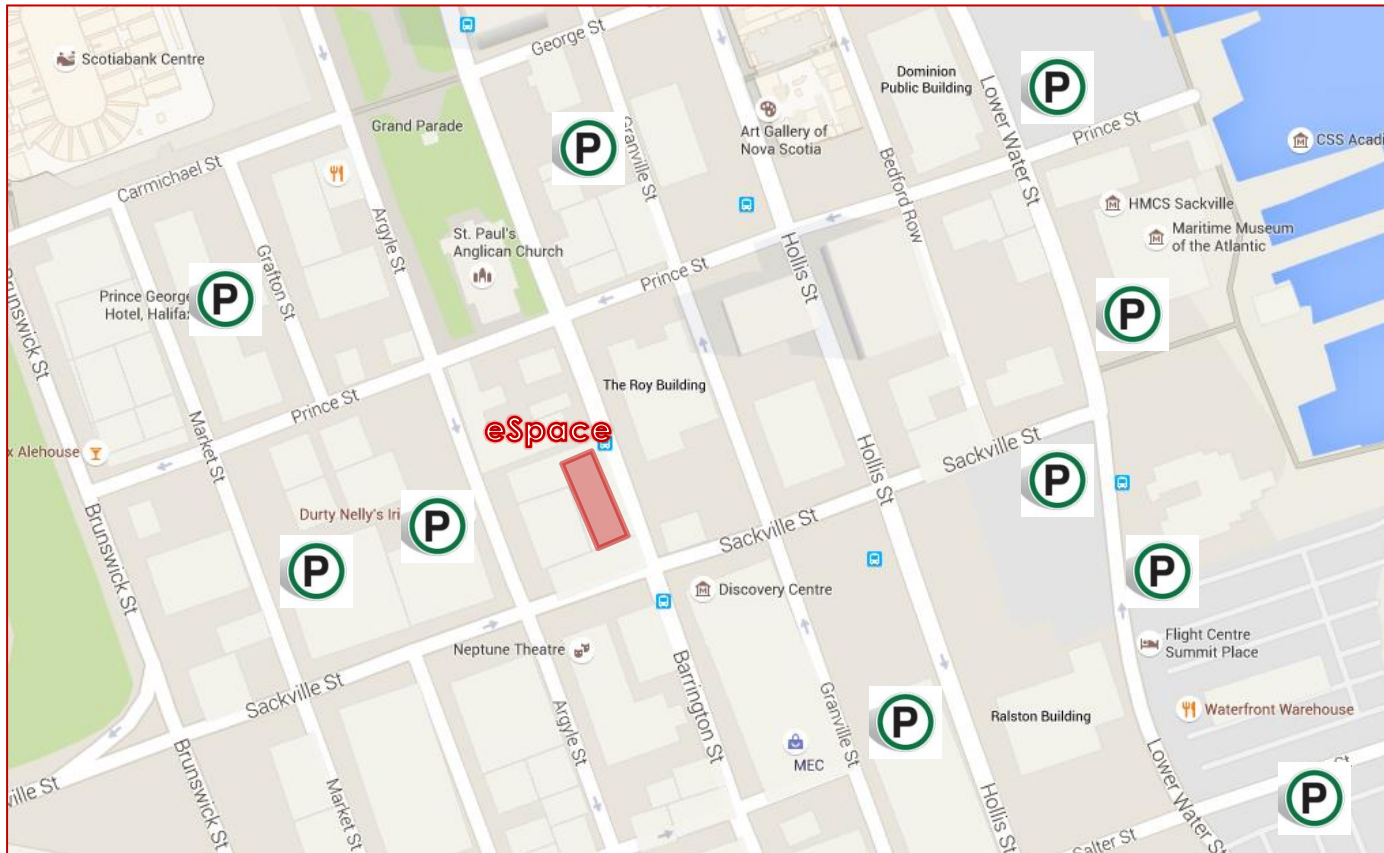 Scotiabank Centre
George St
Dominion
Public Building
P
Grand Parade
Granville St
Art Gallery of
Nova Scotia
P
Lower Water St
Prince St
CSS Acadi
Carmichael St
Bedford Row
HMCS Sackville
Argyle St
St. Paul's
Anglican Church
Maritime Museum
of the Atlantic
Hollis St
Grafton St
Prince St
Prince George
Hotel, Halifax
P
P
Brunswick St
The Roy Building
Prince St
Market St
eSpace
x Alehouse
Hollis St
Sackville St
P
Durty Nelly's Iri
P
Sackville St
Brunswick St
P
P
Discovery Centre
Neptune Theatre
Flight Centre
Summit Place
Sackville St
Barrington St
Argyle St
Granville St
P
Ralston Building
Waterfront Warehouse
MEC
Brunswick St
Market St
Hollis St
Lower Water St
ville St
P
St
Salter St